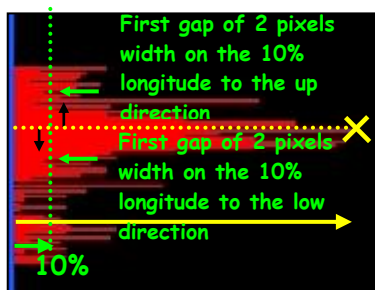 First gap of 2 pixels
width on the 10%
longitude to the up
direction
First gap of 2 pixels
width on the 10%
longitude to the low
direction
10%